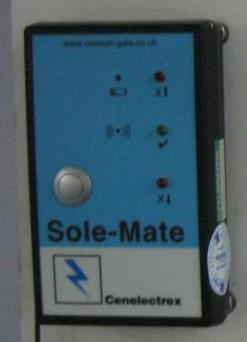 www.newson-gale.co.uk
x↑
✓
x↓
Sole-Mate
Cenelectrex